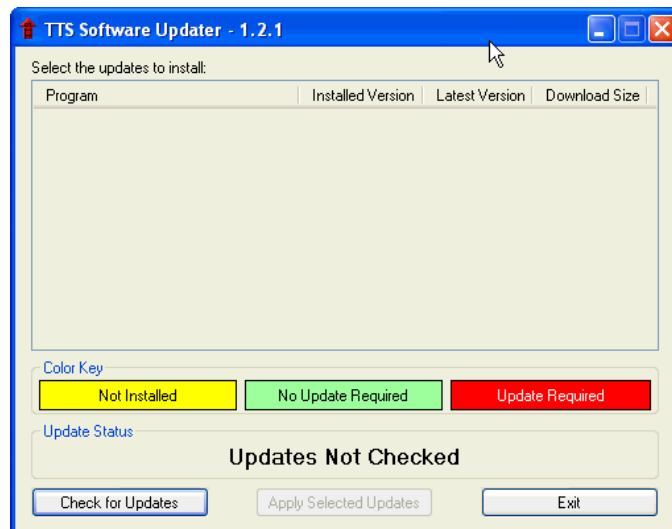 TTS Software Updater - 1.2.1
Select the updates to install:
Program Installed Version Latest Version Download Size
Color Key
Not Installed No Update Required Update Required
Update Status
Updates Not Checked
Check for Updates Apply Selected Updates Exit